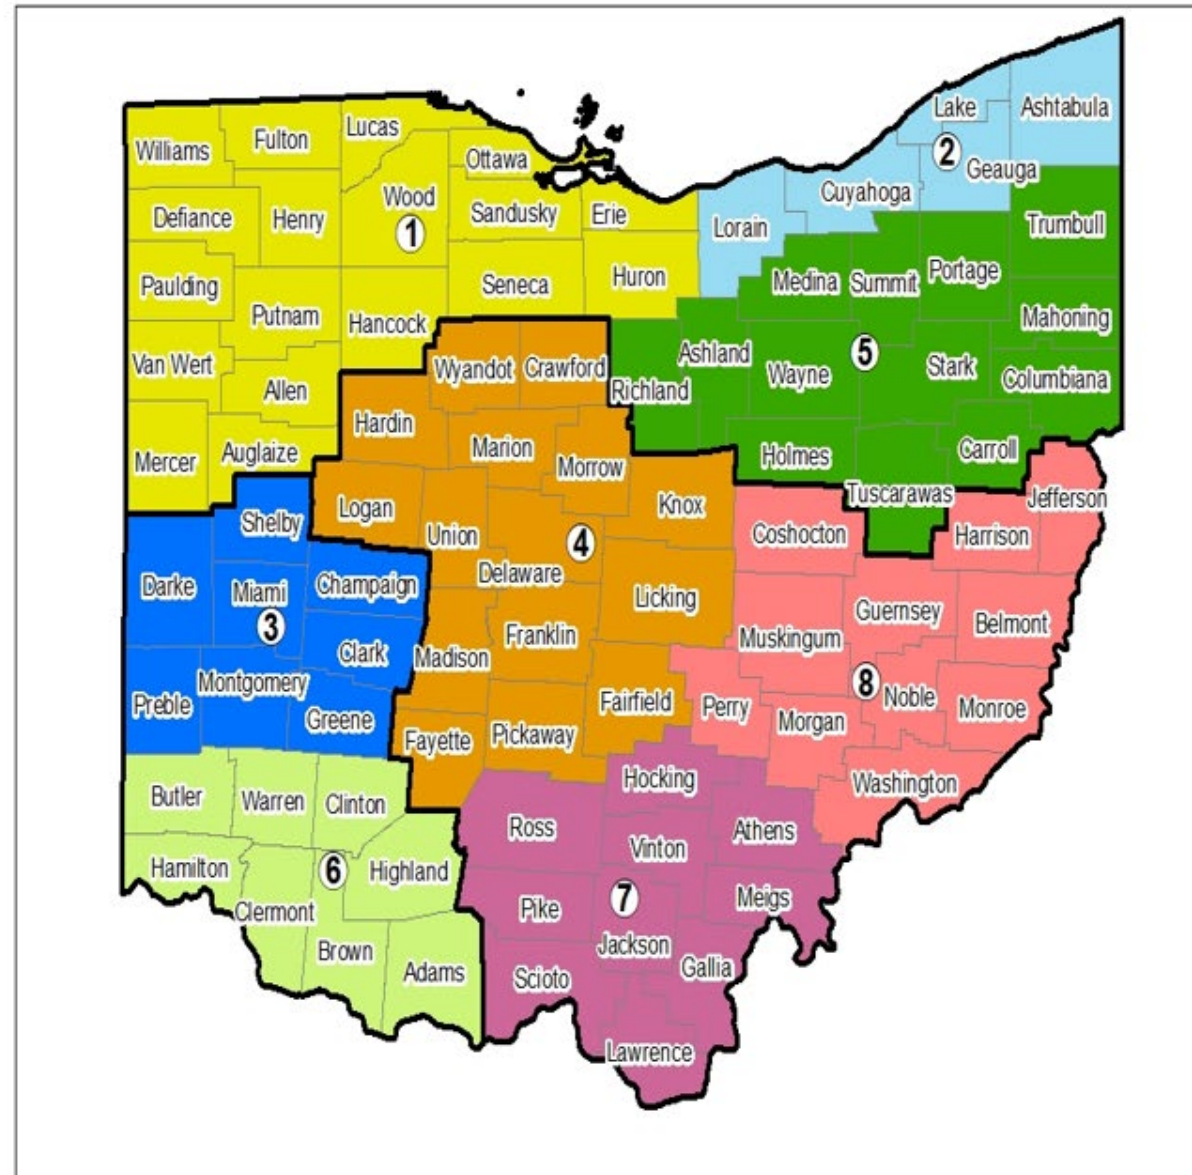 Lake
Ashtabula
2
Geauga
Cuyahoga
Lorain
Trumbull
Williams
Fulton
Lucas
Ottawa
Defiance
Henry
Wood
1
Sandusky
Erie
Paulding
Putnam
Hancock
Seneca
Huron
Van Wert
Allen
Mercer
Auglaize
Medina
Summit
Portage
Mahoning
Ashland
Richland
Wayne
5
Stark
Columbiana
Holmes
Carroll
Tuscarawas
Wyandot
Crawford
Hardin
Marion
Morrow
Logan
Union
Knox
4
Delaware
Licking
Franklin
Madison
Fairfield
Fayette
Pickaway
Shelby
Darke
Miami
Champaign
3
Clark
Preble
Montgomery
Greene
Jefferson
Coshocton
Harrison
Guernsey
Belmont
Muskingum
8
Noble
Monroe
Perry
Morgan
Washington
Butler
Warren
Clinton
Hamilton
6
Highland
Clermont
Brown
Adams
Hocking
Ross
Vinton
Athens
Pike
7
Meigs
Jackson
Scioto
Gallia
Lawrence